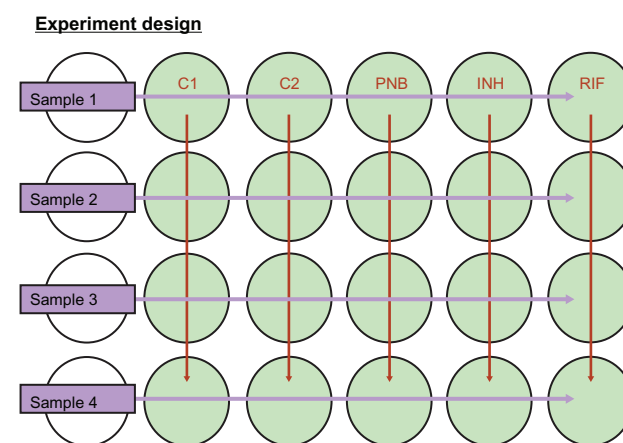 Experiment design
C1 C2 PNB INH RIF
Sample 1
Sample 2
Sample 3
Sample 4